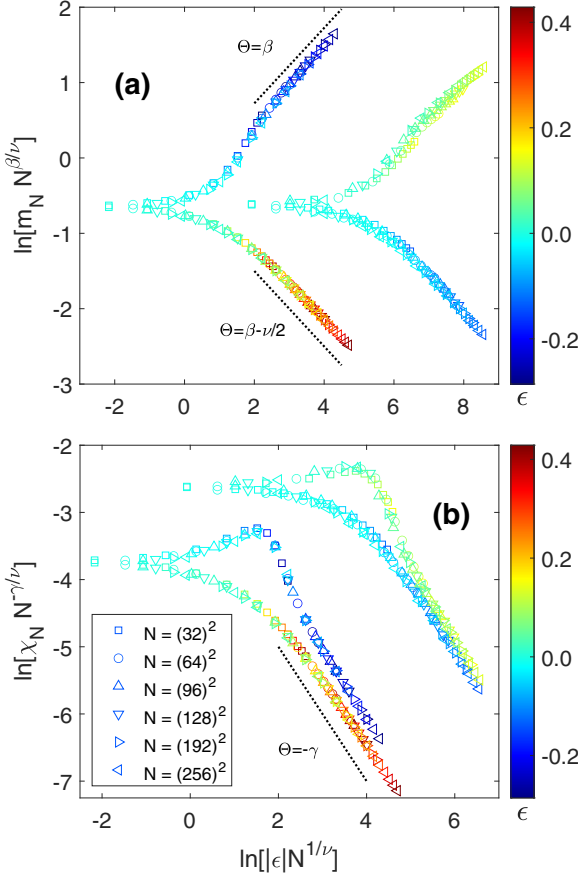 (a)
Θ=β
Θ=β-ν/2
ln[m_N N^{β/ν}]
2
1
0
-1
-2
-3
-2
0
2
4
6
8
0.4
0.2
0.0
-0.2
ϵ
(b)
Θ=-γ
ln[χ_N N^{-γ/ν}]
-2
-3
-4
-5
-6
-7
N = (32)²
N = (64)²
N = (96)²
N = (128)²
N = (192)²
N = (256)²
-2
0
2
4
6
ln[|ϵ|N^{1/ν}]
0.4
0.2
0.0
-0.2
ϵ